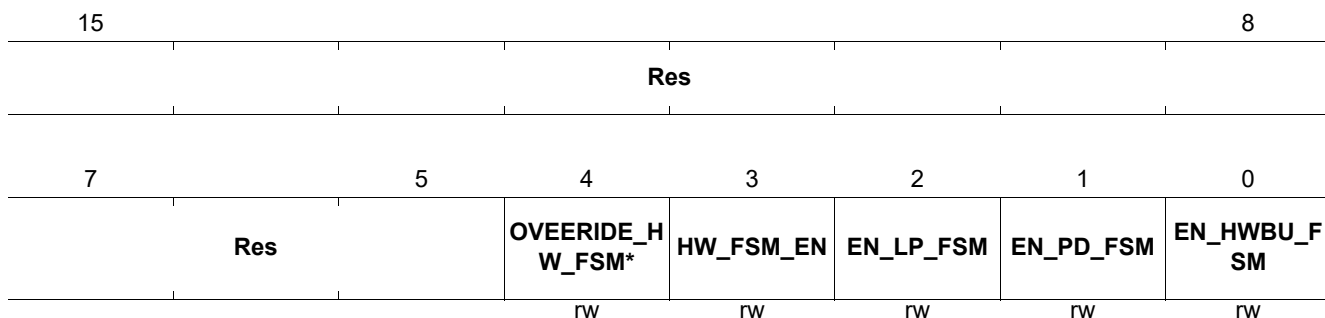 15 8
Res
7 5 4 3 2 1 0
Res OVEERIDE_H W_FSM* HW_FSM_EN EN_LP_FSM EN_PD_FSM EN_HWBU_F SM
rw rw rw rw rw